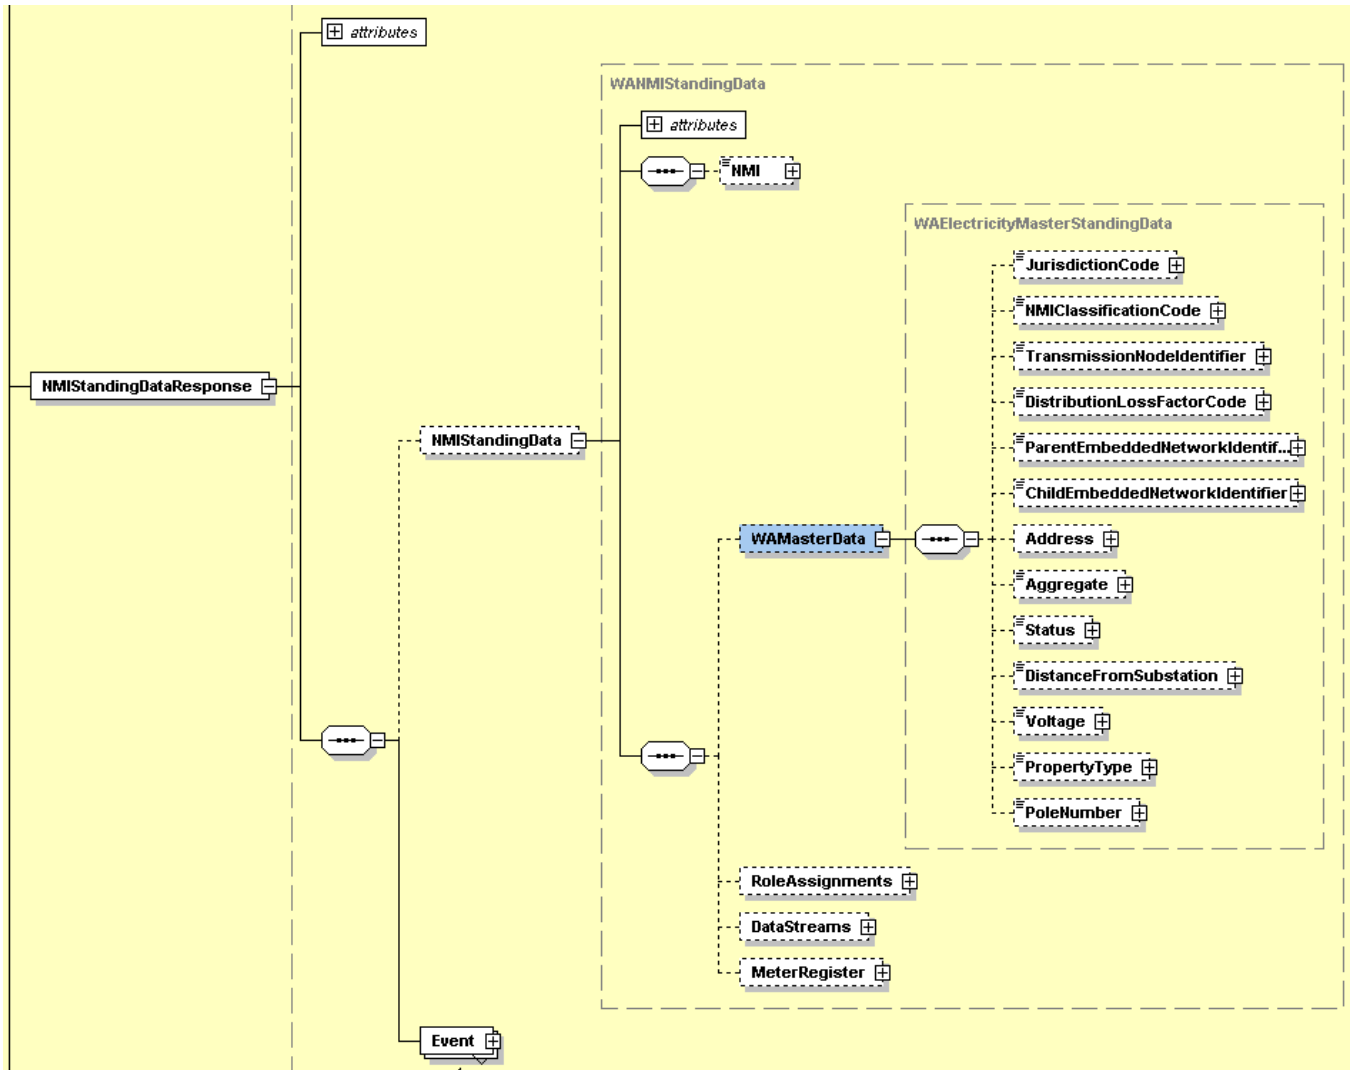 attributes
WANMIStandingData
attributes
NMI
WAElectricityMasterStandingData
JurisdictionCode
NMIClassificationCode
TransmissionNodeIdentifier
NMIStandingDataResponse
DistributionLossFactorCode
NMIStandingData
ParentEmbeddedNetworkIdentif...
ChildEmbeddedNetworkIdentifier
WAMasterData
Address
Aggregate
Status
DistanceFromSubstation
Voltage
PropertyType
PoleNumber
RoleAssignments
DataStreams
MeterRegister
Event